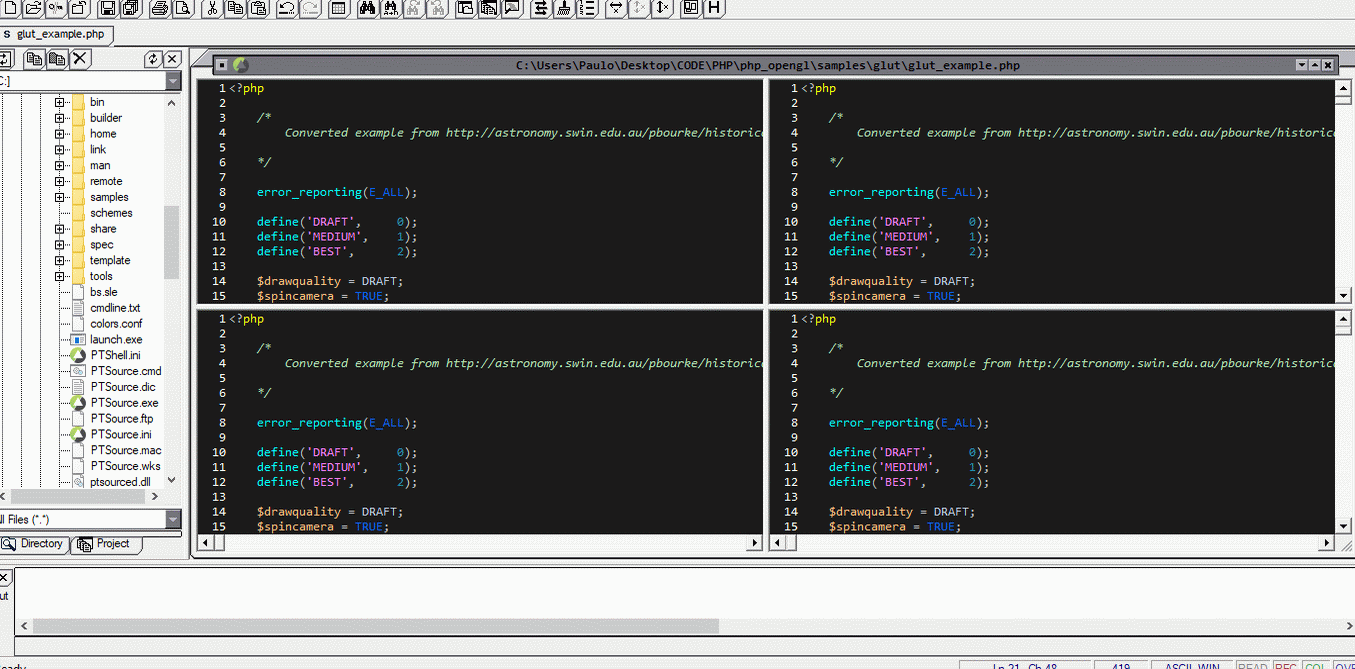 S glut_example.php
C:\Users\Paulo\Desktop\CODE\PHP\php_opengl\samples\glut\glut_example.php
C:]
bin
builder
home
link
man
remote
samples
schemes
share
spec
template
tools
bs.sle
cmdline.txt
colors.conf
launch.exe
PTShell.ini
PTSource.cmd
PTSource.dic
PTSource.exe
PTSource.ftp
PTSource.ini
PTSource.mac
PTSource.wks
ptsourced.dll
ll Files (*.*)
Directory
Project
1 <?php
2
3 /*
4 Converted example from http://astronomy.swin.edu.au/pbourke/historic
5
6 */
7
8 error_reporting(E_ALL);
9
10 define('DRAFT', 0);
11 define('MEDIUM', 1);
12 define('BEST', 2);
13
14 $drawquality = DRAFT;
15 $spincamera = TRUE;
1 <?php
2
3 /*
4 Converted example from http://astronomy.swin.edu.au/pbourke/historic
5
6 */
7
8 error_reporting(E_ALL);
9
10 define('DRAFT', 0);
11 define('MEDIUM', 1);
12 define('BEST', 2);
13
14 $drawquality = DRAFT;
15 $spincamera = TRUE;
1 <?php
2
3 /*
4 Converted example from http://astronomy.swin.edu.au/pbourke/historic
5
6 */
7
8 error_reporting(E_ALL);
9
10 define('DRAFT', 0);
11 define('MEDIUM', 1);
12 define('BEST', 2);
13
14 $drawquality = DRAFT;
15 $spincamera = TRUE;
1 <?php
2
3 /*
4 Converted example from http://astronomy.swin.edu.au/pbourke/historic
5
6 */
7
8 error_reporting(E_ALL);
9
10 define('DRAFT', 0);
11 define('MEDIUM', 1);
12 define('BEST', 2);
13
14 $drawquality = DRAFT;
15 $spincamera = TRUE;
ut
Ln 21, Ch 48 419 ASCII, WIN READ REC COL OVR